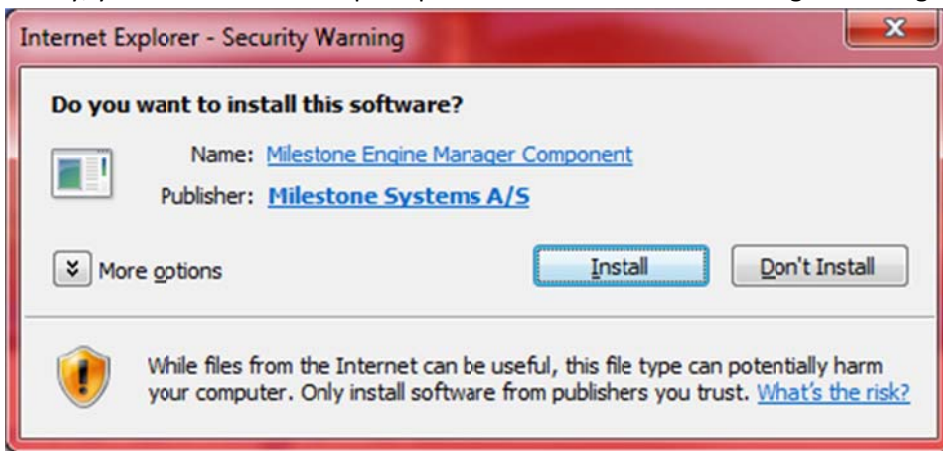 Internet Explorer - Security Warning
Do you want to install this software?
Name: Milestone Engine Manager Component
Publisher: Milestone Systems A/S
More options
Install
Don't Install
While files from the Internet can be useful, this file type can potentially harm
your computer. Only install software from publishers you trust. What's the risk?